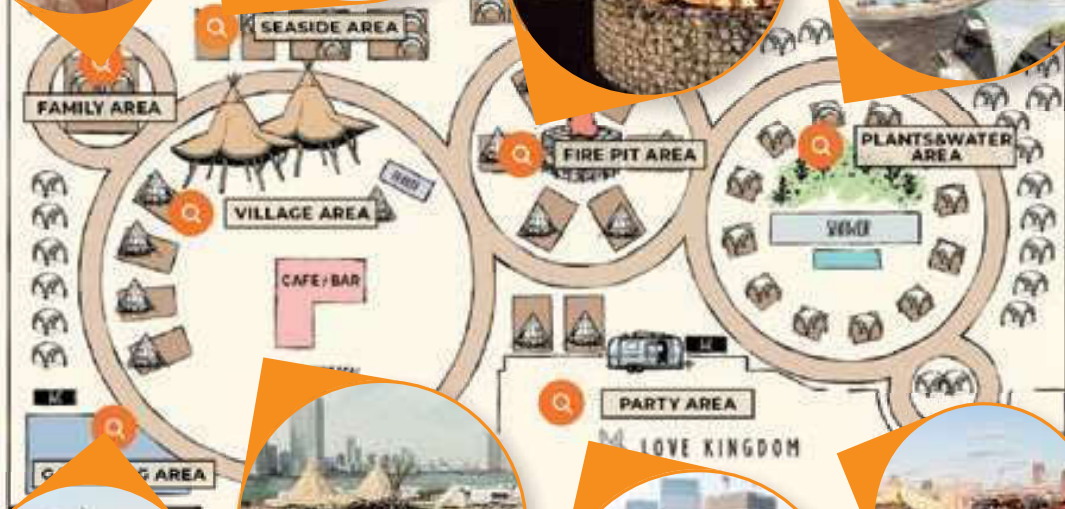 SEASIDE AREA
FAMILY AREA
FIRE PIT AREA
PLANTS&WATER
AREA
VILLAGE AREA
SHOWER
CAFE/BAR
PARTY AREA
LOVE KINGDOM
AREA